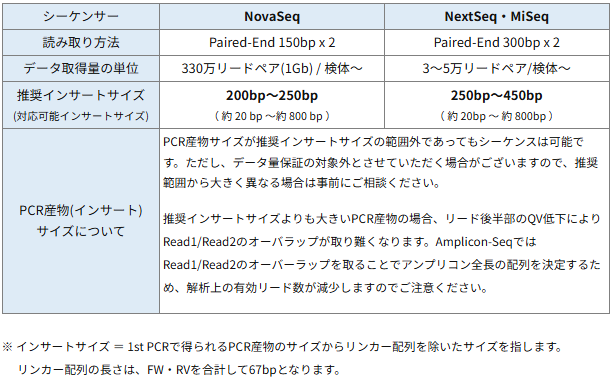 シーケンサー NovaSeq NextSeq・MiSeq
読み取り方法 Paired-End 150bp x 2 Paired-End 300bp x 2
データ取得量の単位 330万リードペア(1Gb) / 検体～ 3～5万リードペア/検体～
推奨インサートサイズ 200bp～250bp 250bp～450bp
(対応可能インサートサイズ) （約 20 bp ～約 800 bp ） （ 約 20bp ～ 約 800bp ）
PCR産物(インサート)
サイズについて
PCR産物サイズが推奨インサートサイズの範囲外であってもシーケンスは可能で
す。ただし、データ量保証の対象外とさせていただく場合がございますので、推奨
範囲から大きく異なる場合は事前にご相談ください。
推奨インサートサイズよりも大きいPCR産物の場合、リード後半部のQV低下により
Read1/Read2のオーバラップが取り難くなります。Amplicon-Seqでは
Read1/Read2のオーバーラップを取ることでアンプリコン全長の配列を決定するた
め、解析上の有効リード数が減少しますのでご注意ください。
※ インサートサイズ ＝ 1st PCRで得られるPCR産物のサイズからリンカー配列を除いたサイズを指します。
リンカー配列の長さは、FW・RVを合計して67bpとなります。